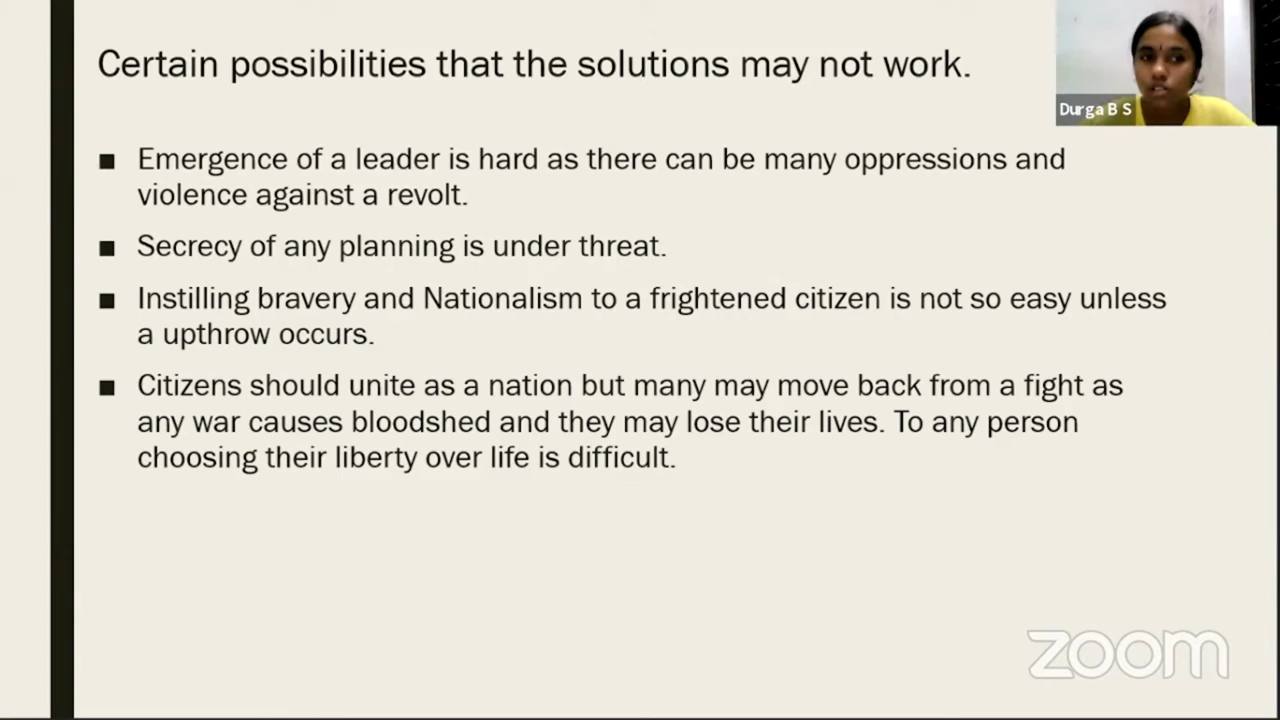 Certain possibilities that the solutions may not work.
Durga B S
■ Emergence of a leader is hard as there can be many oppressions and
violence against a revolt.
■ Secrecy of any planning is under threat.
■ Instilling bravery and Nationalism to a frightened citizen is not so easy unless
a upthrow occurs.
■ Citizens should unite as a nation but many may move back from a fight as
any war causes bloodshed and they may lose their lives. To any person
choosing their liberty over life is difficult.
zoom